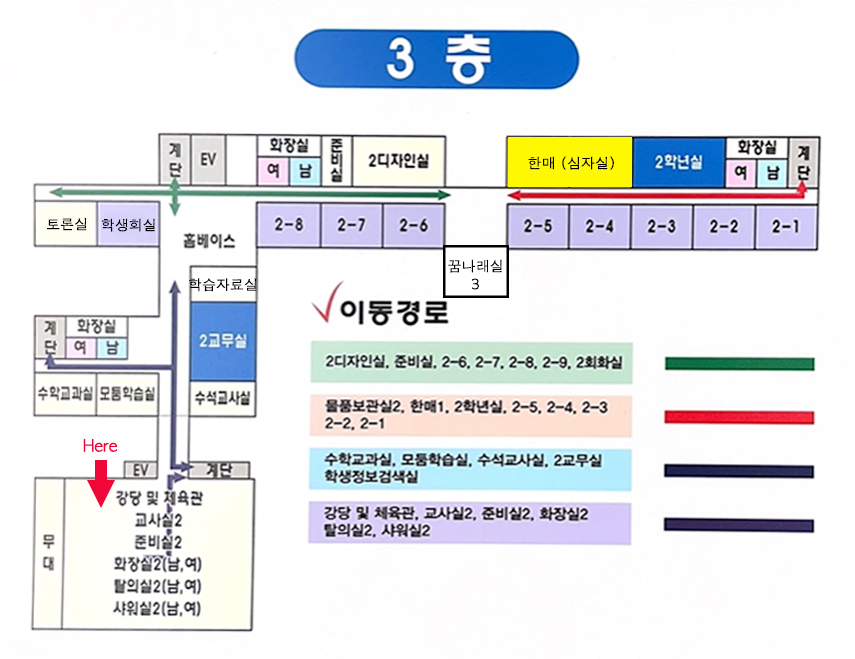 3 층
계단
EV
화장실
여
남
준비실
2디자인실
한매 (심자실)
2학년실
화장실
여
남
계단
토론실
학생회실
홈베이스
2-8
2-7
2-6
2-5
2-4
2-3
2-2
2-1
꿈나래실
3
학습자료실
이동경로
계단
화장실
여
남
2교무실
수학교과실
모둠학습실
수석교사실
2디자인실, 준비실, 2-6, 2-7, 2-8, 2-9, 2회화실
물품보관실2, 한매1, 2학년실, 2-5, 2-4, 2-3
2-2, 2-1
수학교과실, 모둠학습실, 수석교사실, 2교무실
학생정보검색실
강당 및 체육관, 교사실2, 준비실2, 화장실2
탈의실2, 샤워실2
Here
EV
계단
무대
강당 및 체육관
교사실2
준비실2
화장실2(남,여)
탈의실2(남,여)
샤워실2(남,여)